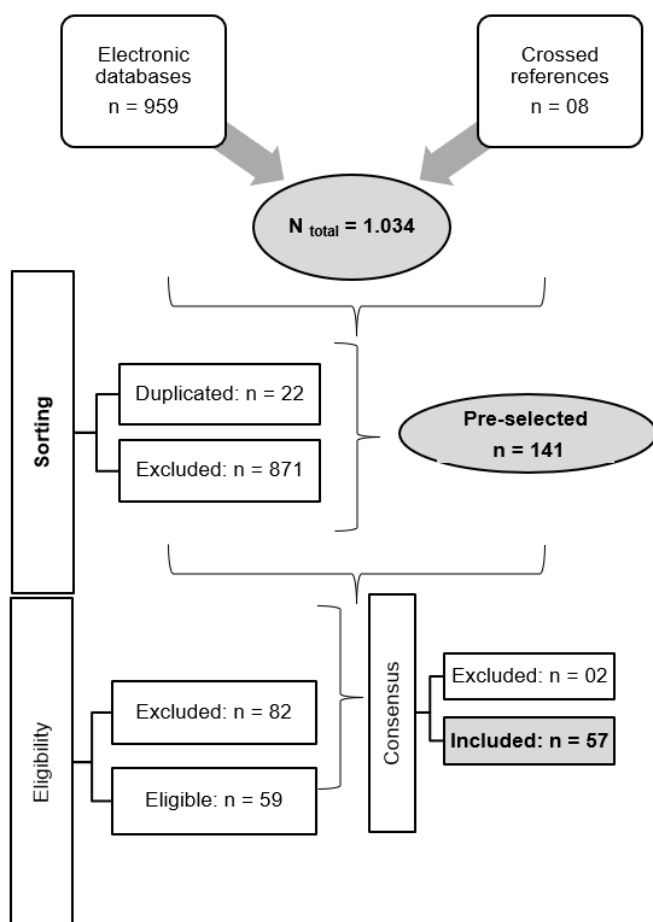 Electronic
databases
n = 959
Crossed
references
n = 08
N total = 1.034
Sorting
Duplicated: n = 22
Excluded: n = 871
Pre-selected
n = 141
Eligibility
Excluded: n = 82
Eligible: n = 59
Consensus
Excluded: n = 02
Included: n = 57